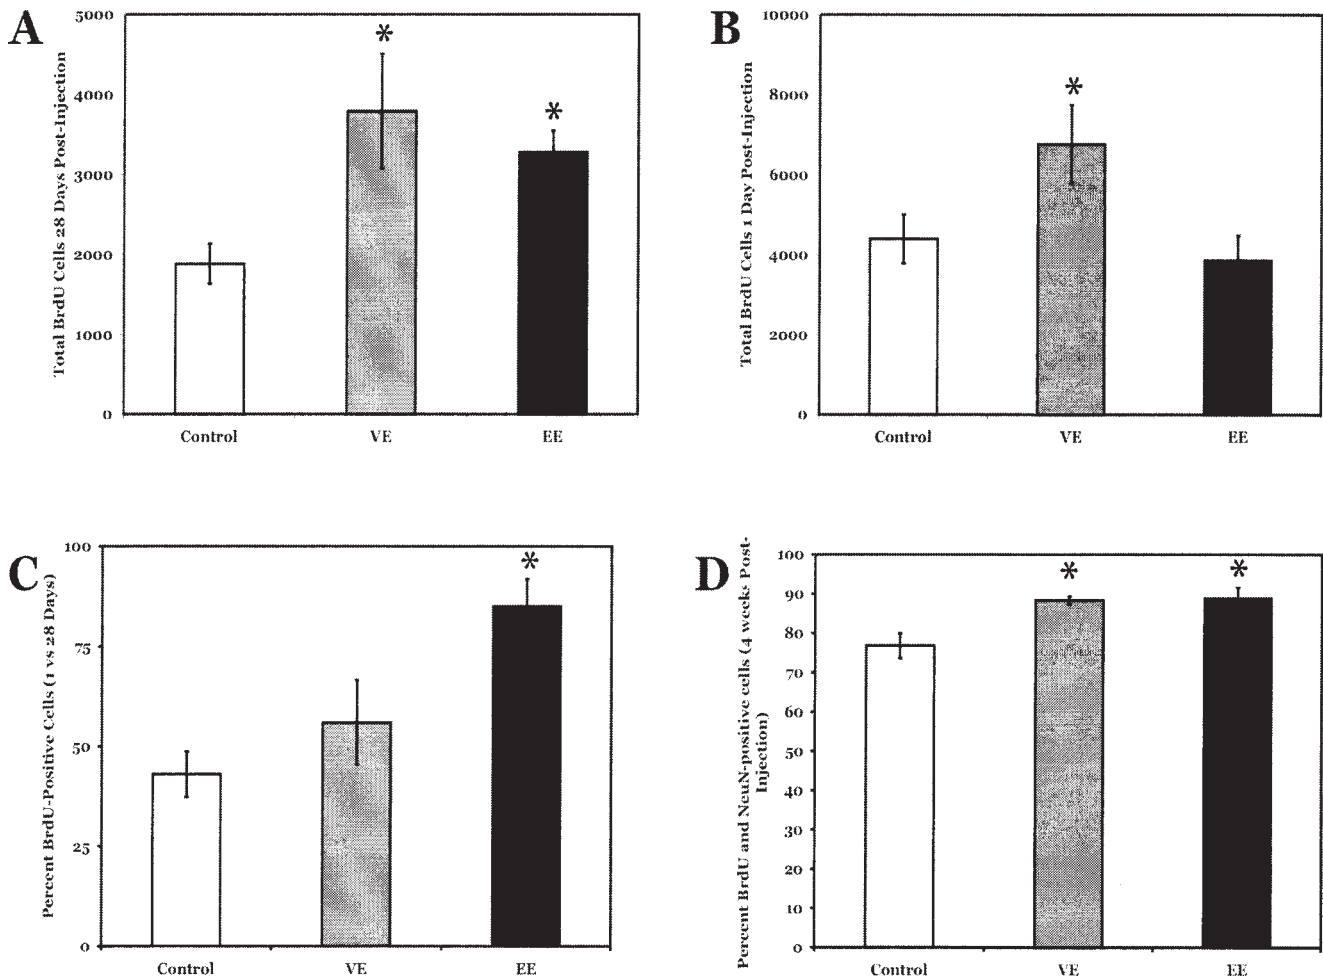 A
Total BrdU Cells 28 Days Post-Injection
5000
4000
3000
2000
1000
0
*
*
Control VE EE
B
Total BrdU Cells 1 Day Post-Injection
10000
8000
6000
4000
2000
0
*
Control VE EE
C
Percent BrdU-Positive Cells (1 vs 28 Days)
100
75
50
25
0
*
Control VE EE
D
Percent BrdU and NeuN-positive cells (4 weeks Post-
Injection)
100
90
80
70
60
50
40
30
20
10
0
*
*
Control VE EE